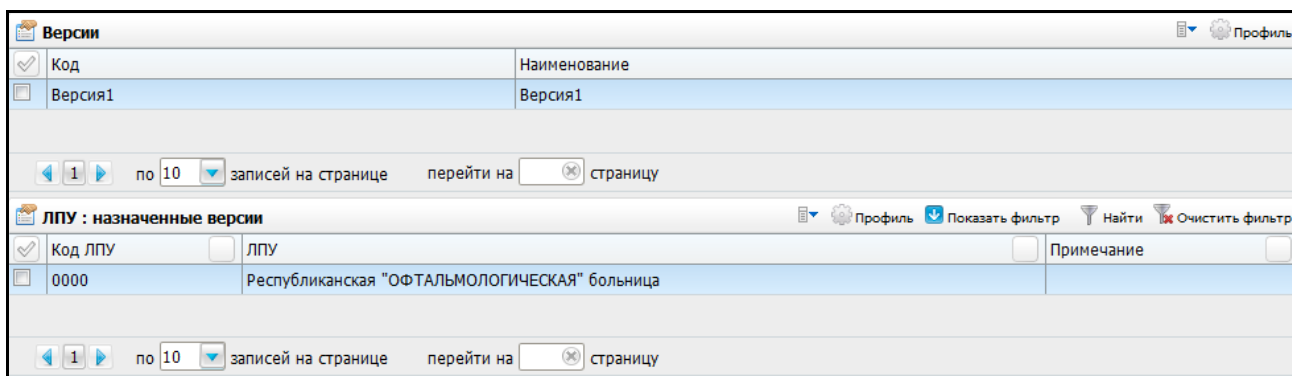 Версии Профиль
Код Наименование
Версия1 Версия1
1 по 10 записей на странице перейти на страницу
ЛПУ : назначенные версии Профиль Показать фильтр Найти Очистить фильтр
Код ЛПУ ЛПУ Примечание
0000 Республиканская "ОФТАЛЬМОЛОГИЧЕСКАЯ" больница
1 по 10 записей на странице перейти на страницу